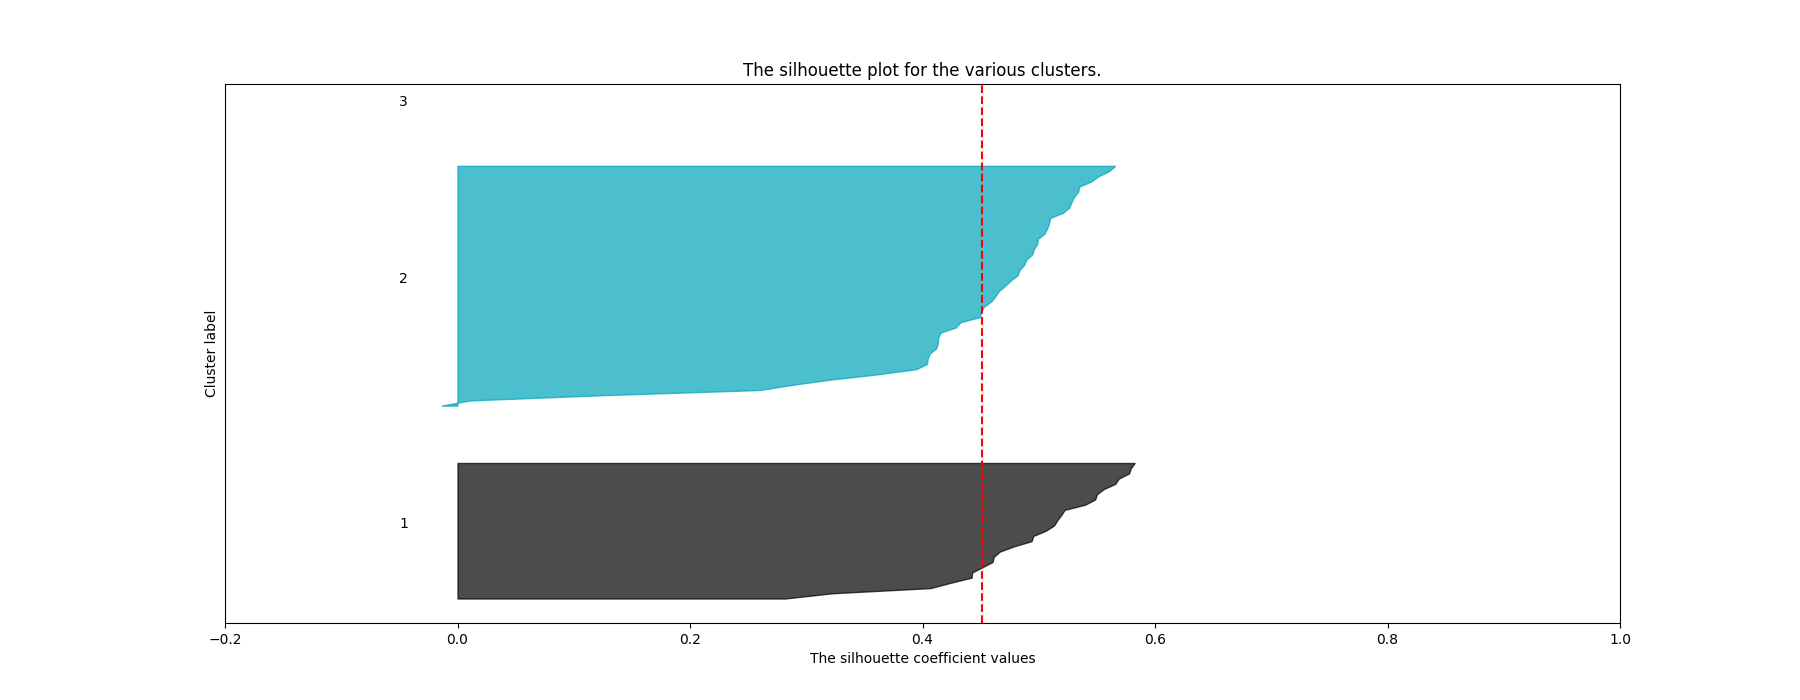 The silhouette plot for the various clusters.
3
2
1
Cluster label
−0.2 0.0 0.2 0.4 0.6 0.8 1.0
The silhouette coefficient values